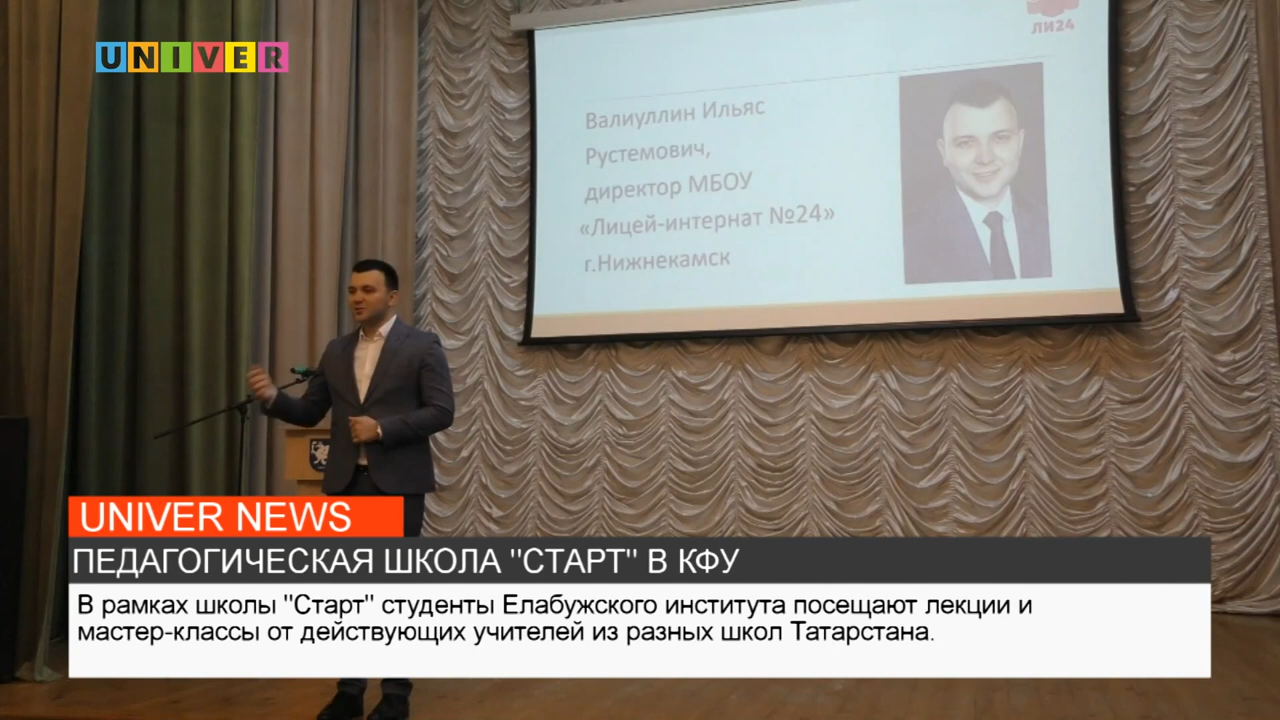 UNIVER
ЛИ24
Валиуллин Ильяс
Рустемович,
директор МБОУ
«Лицей-интернат №24»
г.Нижнекамск
UNIVER NEWS
ПЕДАГОГИЧЕСКАЯ ШКОЛА "СТАРТ" В КФУ
В рамках школы "Старт" студенты Елабужского института посещают лекции и
мастер-классы от действующих учителей из разных школ Татарстана.